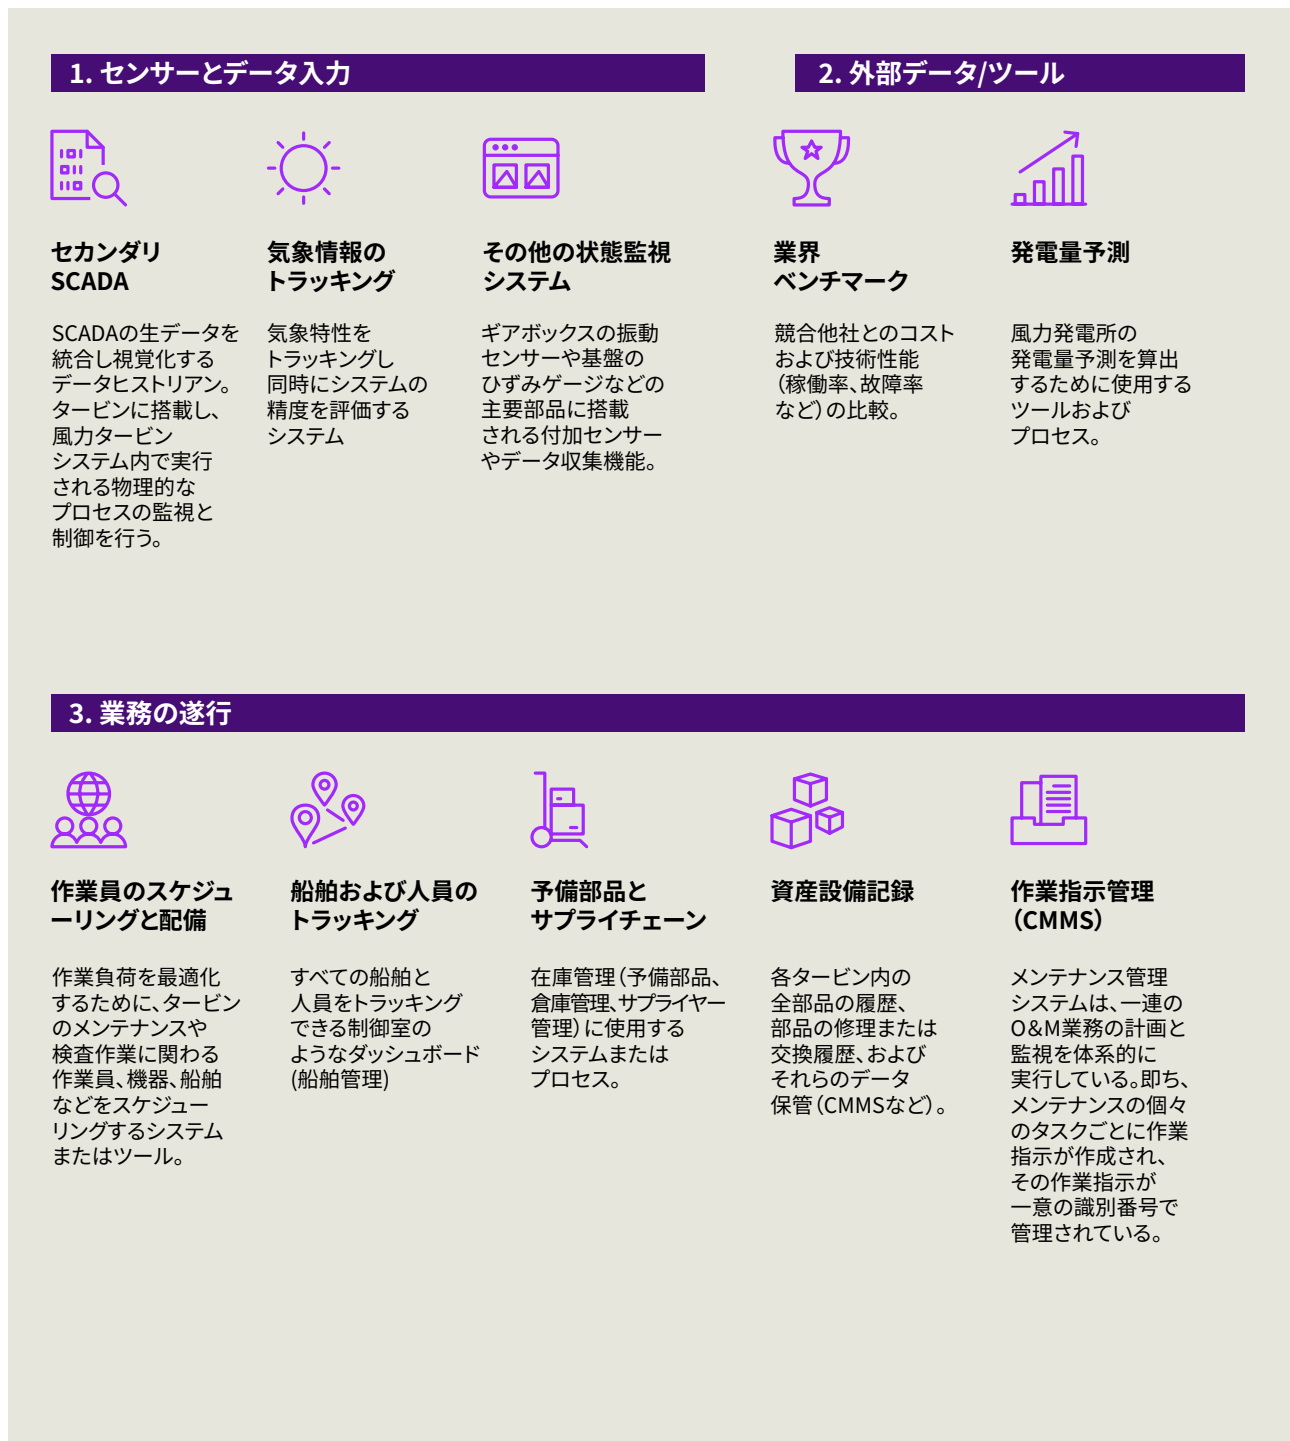 1. センサーとデータ入力
セカンダリ
SCADA
SCADAの生データを
統合し視覚化する
データヒストリアン。
タービンに搭載し、
風力タービン
システム内で実行
される物理的な
プロセスの監視と
制御を行う。
気象情報の
トラッキング
気象特性を
トラッキングし
同時にシステムの
精度を評価する
システム
その他の状態監視
システム
ギアボックスの振動
センサーや基盤の
ひずみゲージなどの
主要部品に搭載
される付加センサー
やデータ収集機能。
2. 外部データ/ツール
業界
ベンチマーク
競合他社とのコスト
および技術性能
（稼働率、故障率
など）の比較。
発電量予測
風力発電所の
発電量予測を算出
するために使用する
ツールおよび
プロセス。
3. 業務の遂行
作業員のスケジュ
ーリングと配備
作業負荷を最適化
するために、タービン
のメンテナンスや
検査作業に関わる
作業員、機器、船舶
などをスケジュー
リングするシステム
またはツール。
船舶および人員の
トラッキング
すべての船舶と
人員をトラッキング
できる制御室の
ようなダッシュボード
(船舶管理)
予備部品と
サプライチェーン
在庫管理（予備部品、
倉庫管理、サプライヤー
管理）に使用する
システムまたは
プロセス。
資産設備記録
各タービン内の
全部品の履歴、
部品の修理または
交換履歴、および
それらのデータ
保管（CMMSなど）。
作業指示管理
（CMMS）
メンテナンス管理
システムは、一連の
O&M業務の計画と
監視を体系的に
実行している。即ち、
メンテナンスの個々
のタスクごとに作業
指示が作成され、
その作業指示が
一意の識別番号で
管理されている。